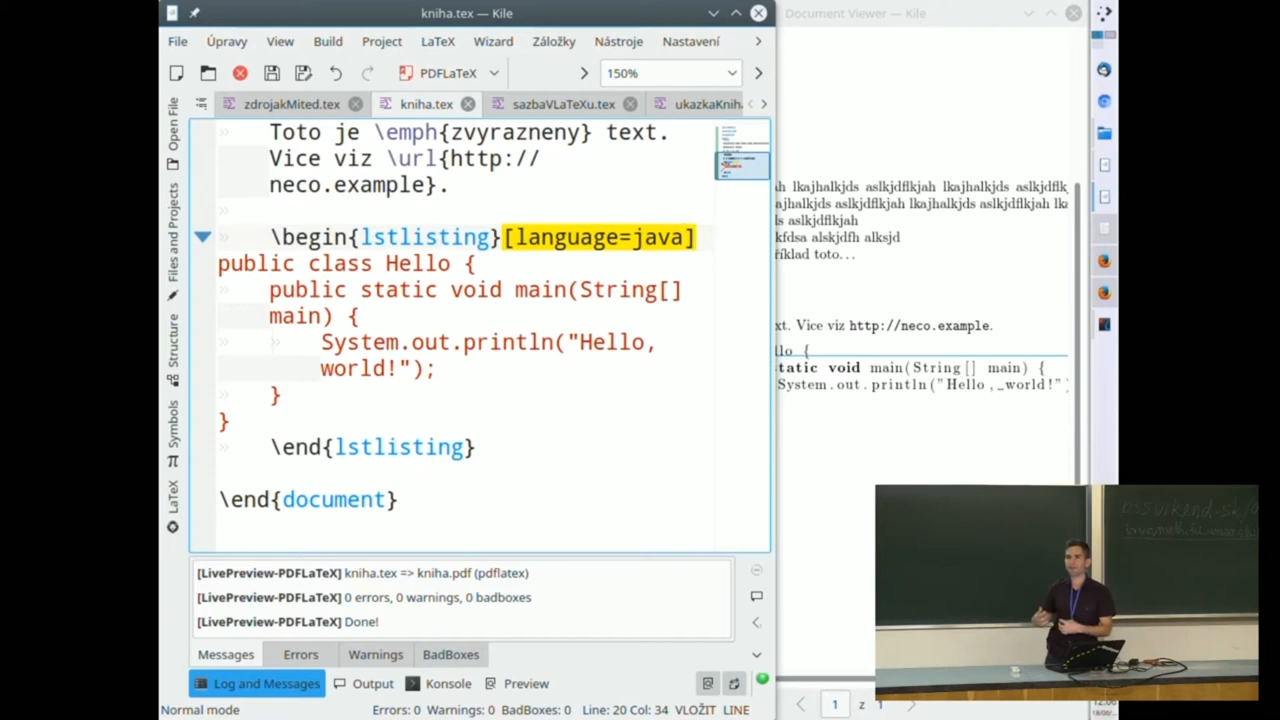 kniha.tex — Kile
Document Viewer — Kile
File Úpravy View Build Project LaTeX Wizard Záložky Nástroje Nastavení
PDFLaTeX
150%
zdrojakMited.tex
kniha.tex
sazbaVLaTeXu.tex
ukazkaKnih
Open File
Files and Projects
Structure
Symbols
LaTeX
Toto je \emph{zvyrazneny} text.
Vice viz \url{http://
neco.example}.
\begin{lstlisting}[language=java]
public class Hello {
public static void main(String[]
main) {
System.out.println("Hello,
world!");
}
}
\end{lstlisting}
\end{document}
[LivePreview-PDFLaTeX] kniha.tex => kniha.pdf (pdflatex)
[LivePreview-PDFLaTeX] 0 errors, 0 warnings, 0 badboxes
[LivePreview-PDFLaTeX] Done!
Messages Errors Warnings BadBoxes
Log and Messages Output Konsole Preview
Normal mode
Errors: 0 Warnings: 0 BadBoxes: 0 Line: 20 Col: 34 VLOŽIT LINE
ah lkajhalkjds aslkjdflkjah lkajhalkjds aslkjdflk
ajhalkjds aslkjdflkjah lkajhalkjds aslkjdflkjah lka
ds aslkjdflkjah
kfdsa alskjdfh alksjd
říklad toto…
xt. Vice viz http://neco.example.
llo {
tatic void main(String[] main) {
System.out.println("Hello,_world!")
1 z 1